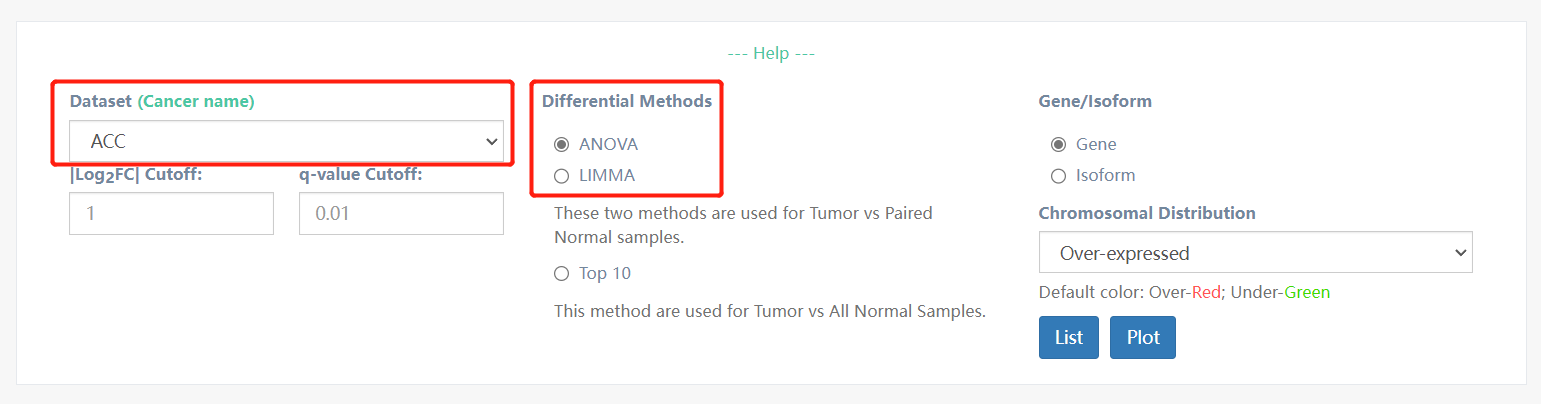 --- Help ---
Dataset (Cancer name)
ACC
|Log2FC| Cutoff:
q-value Cutoff:
1
0.01
Differential Methods
ANOVA
LIMMA
These two methods are used for Tumor vs Paired
Normal samples.
Top 10
This method are used for Tumor vs All Normal Samples.
Gene/Isoform
Gene
Isoform
Chromosomal Distribution
Over-expressed
Default color: Over-Red; Under-Green
List
Plot